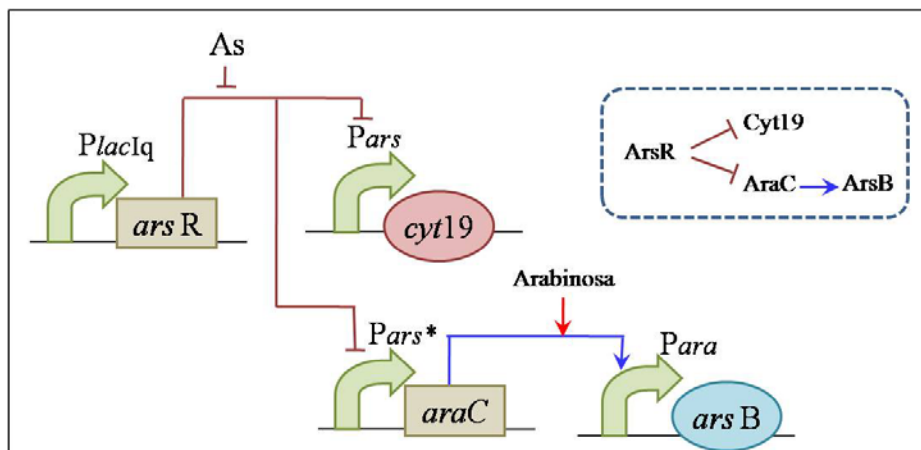 As
PlacIq
Pars
ars R
cyt19
ArsR
Cyt19
AraC
ArsB
Arabinosa
Pars*
Para
araC
ars B